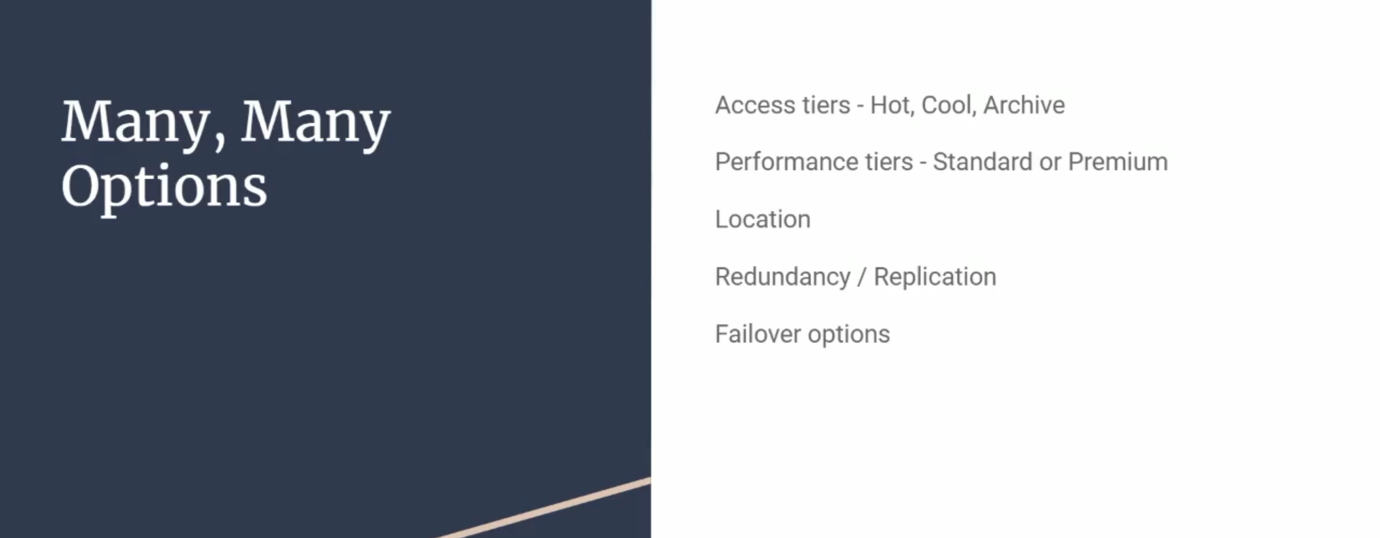 Many, Many
Options
Access tiers - Hot, Cool, Archive
Performance tiers - Standard or Premium
Location
Redundancy / Replication
Failover options